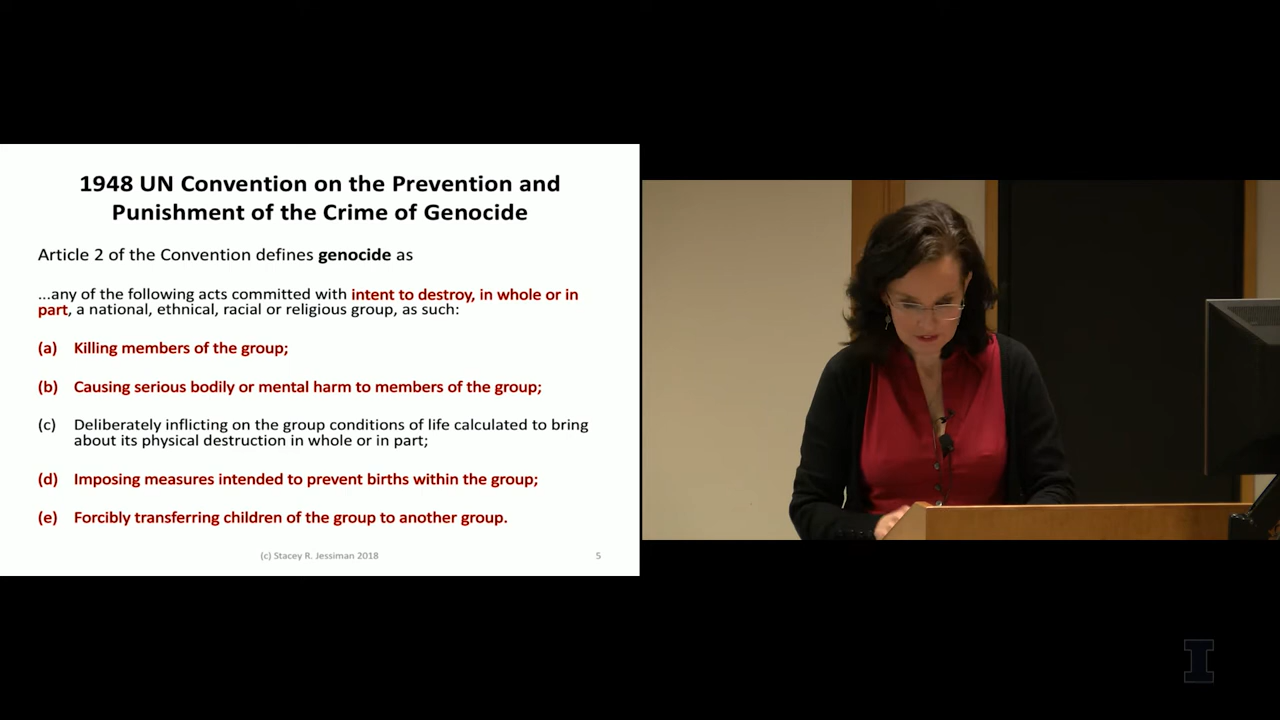 1948 UN Convention on the Prevention and
Punishment of the Crime of Genocide
Article 2 of the Convention defines genocide as
...any of the following acts committed with intent to destroy, in whole or in
part, a national, ethnical, racial or religious group, as such:
(a) Killing members of the group;
(b) Causing serious bodily or mental harm to members of the group;
(c) Deliberately inflicting on the group conditions of life calculated to bring
about its physical destruction in whole or in part;
(d) Imposing measures intended to prevent births within the group;
(e) Forcibly transferring children of the group to another group.
(c) Stacey R. Jessiman 2018
5
I